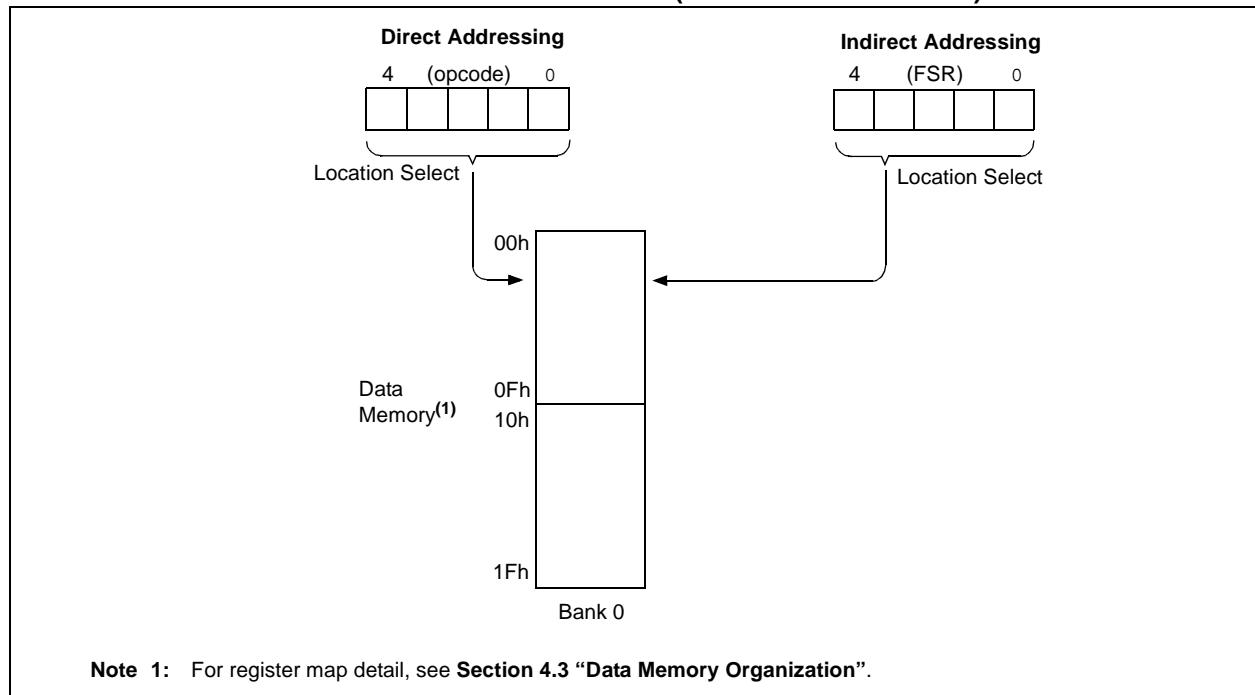 Direct Addressing
Indirect Addressing
4 (opcode) 0
4 (FSR) 0
Location Select
Location Select
00h
Data
Memory(1)
0Fh
10h
1Fh
Bank 0
Note 1: For register map detail, see Section 4.3 “Data Memory Organization”.